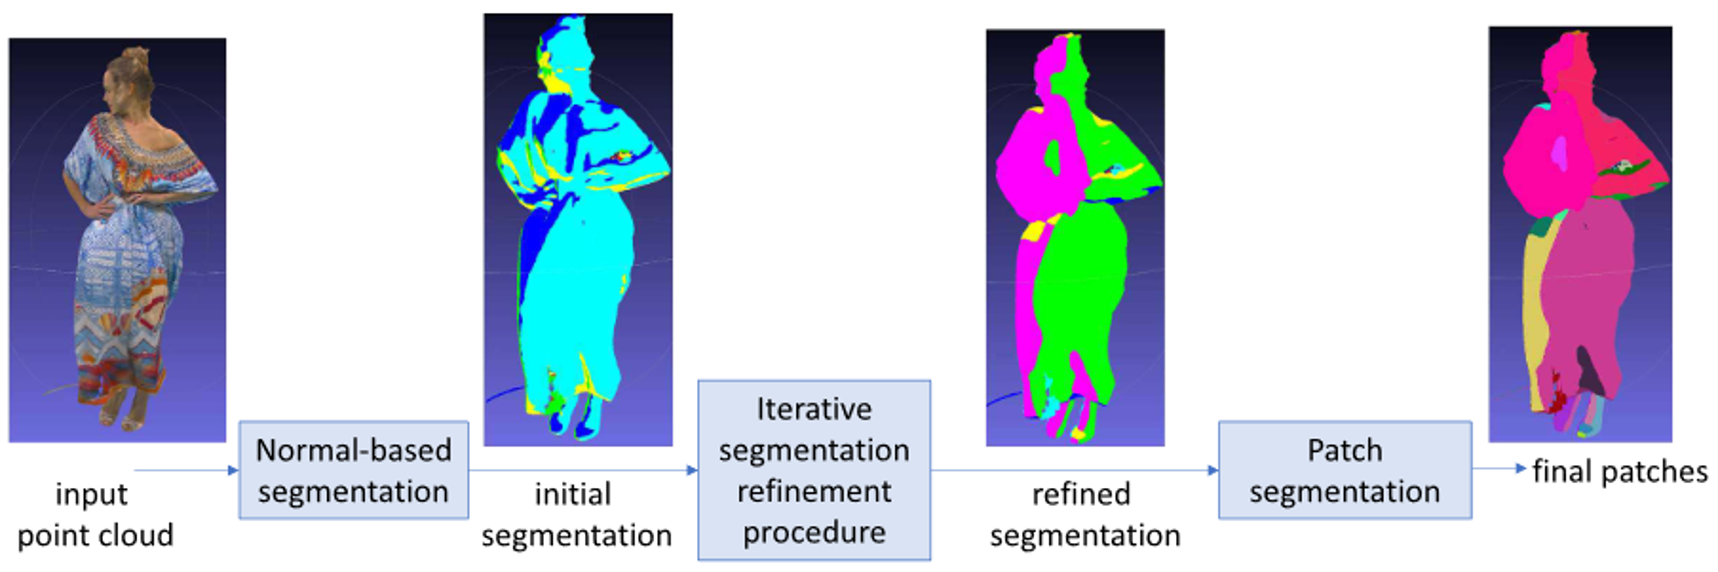 input
point cloud
Normal-based
segmentation
initial
segmentation
Iterative
segmentation
refinement
procedure
refined
segmentation
Patch
segmentation
final patches